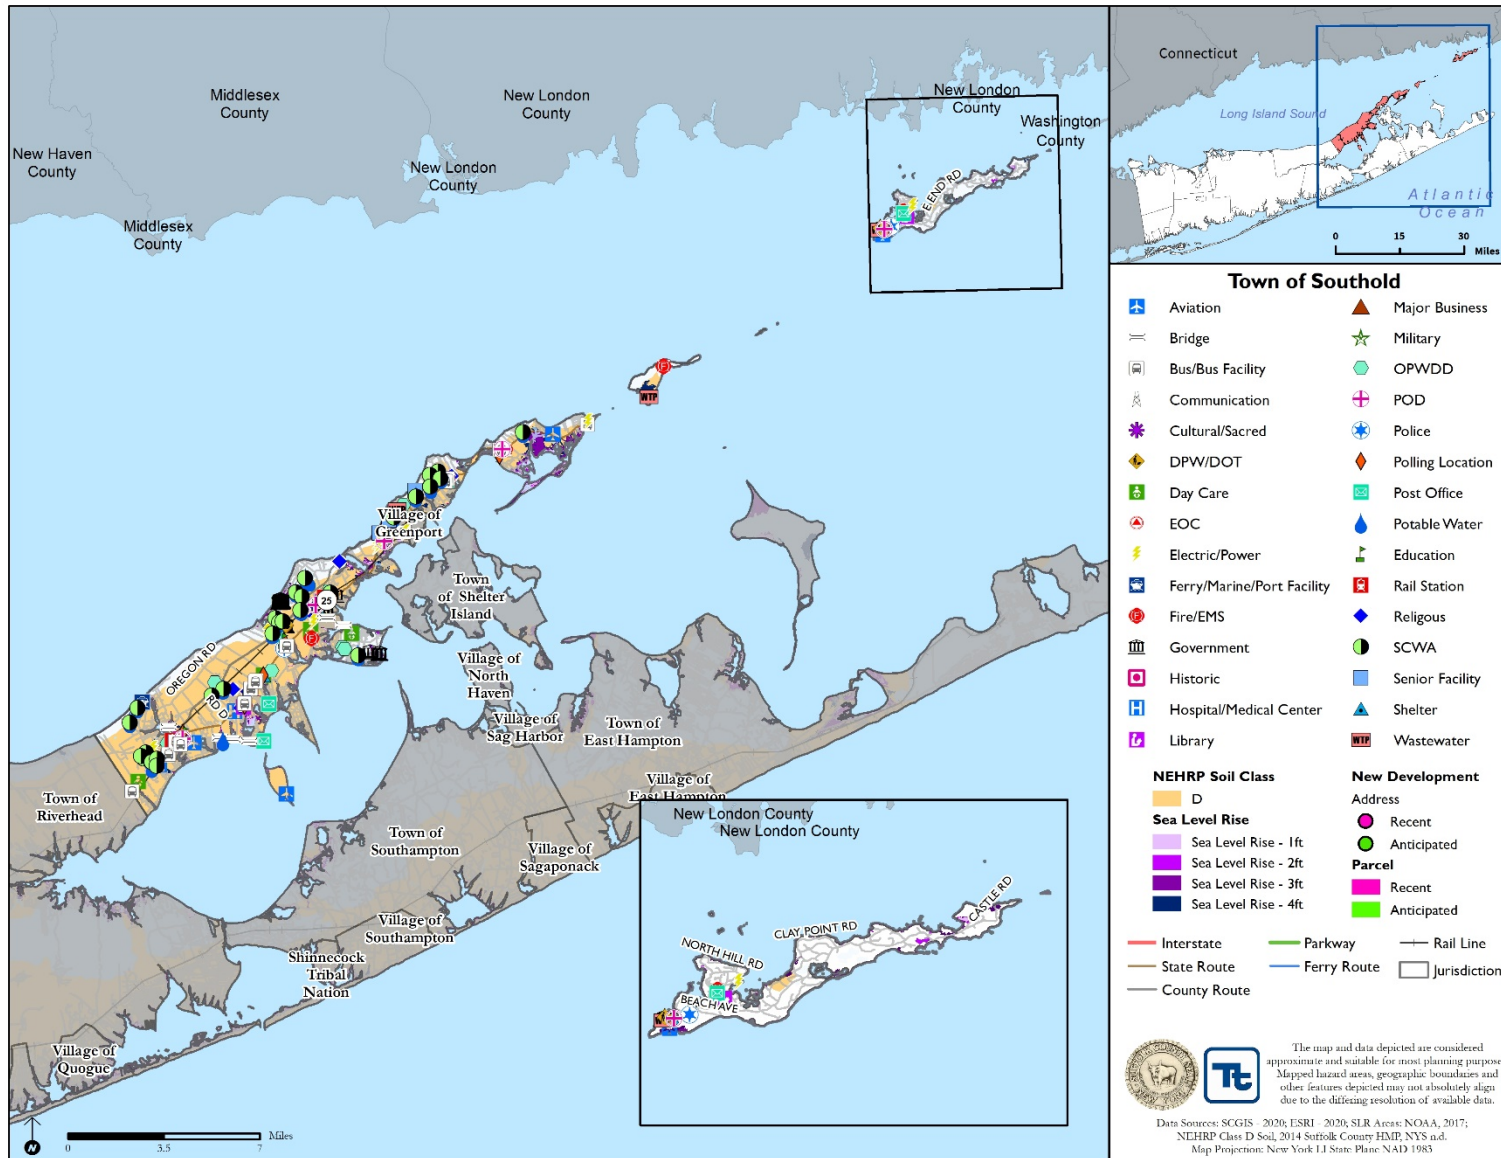 Middlesex
County
New London
County
New London
County
Washington
County
New Haven
County
New London
County
Middlesex
County
E.END RD
Village of
Greenport
Town
of Shelter
Island
25
OREGON RD
RD D
Village of
North
Haven
Village of
Sag Harbor
Town of
East Hampton
Village of
East Hampton
Town of
Riverhead
Town of
Southampton
Village of
Sagaponack
Village of
Southampton
Shinnecock
Tribal
Nation
Village of
Quogue
WTP
F
F
N
0 3.5 7 Miles
New London County
New London County
CASTLE RD
CLAY POINT RD
NORTH HILL RD
BEACH AVE
Connecticut
Long Island Sound
Atlantic
Ocean
0 15 30
Miles
Town of Southold
Aviation
Bridge
Bus/Bus Facility
Communication
Cultural/Sacred
DPW/DOT
Day Care
EOC
Electric/Power
Ferry/Marine/Port Facility
Fire/EMS
Government
Historic
Hospital/Medical Center
Library
Major Business
Military
OPWDD
POD
Police
Polling Location
Post Office
Potable Water
Education
Rail Station
Religous
SCWA
Senior Facility
Shelter
WTP Wastewater
NEHRP Soil Class
D
Sea Level Rise
Sea Level Rise - 1ft
Sea Level Rise - 2ft
Sea Level Rise - 3ft
Sea Level Rise - 4ft
New Development
Address
Recent
Anticipated
Parcel
Recent
Anticipated
Interstate
State Route
County Route
Parkway
Ferry Route
Rail Line
Jurisdiction
Tt
The map and data depicted are considered
approximate and suitable for most planning purpose
Mapped hazard areas, geographic boundaries and
other features depicted may not absolutely align
due to the differing resolution of available data.
Data Sources: SCGIS - 2020; ESRI - 2020; SLR Areas: NOAA, 2017;
NEHRP Class D Soil, 2014 Suffolk County HMP, NYS n.d.
Map Projection: New York LI State Plane NAD 1983